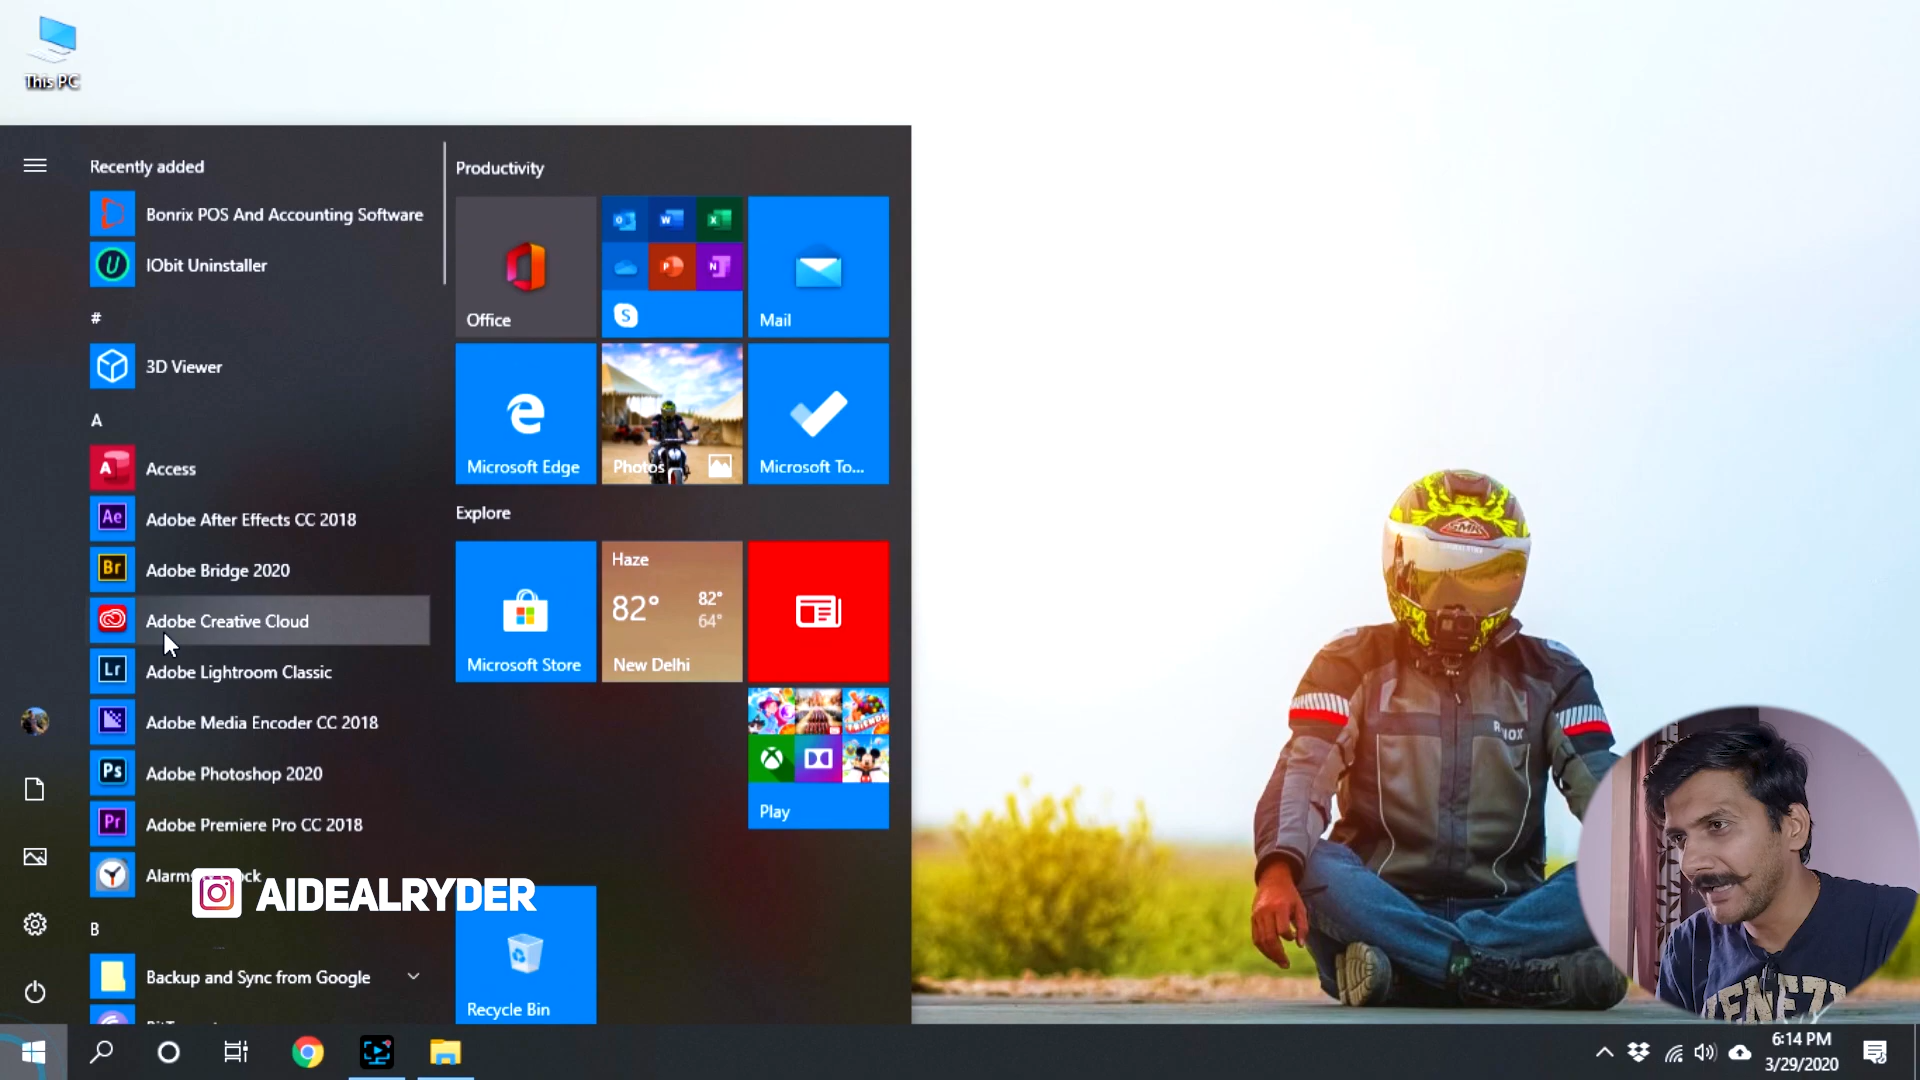 This PC
Recently added
Bonrix POS And Accounting Software
IObit Uninstaller
#
3D Viewer
A
Access
Adobe After Effects CC 2018
Adobe Bridge 2020
Adobe Creative Cloud
Adobe Lightroom Classic
Adobe Media Encoder CC 2018
Adobe Photoshop 2020
Adobe Premiere Pro CC 2018
AIDEALRYDER
B
Backup and Sync from Google
Productivity
Office
Mail
Microsoft Edge
Photos
Microsoft To...
Explore
Microsoft Store
Haze
82° 82°
64°
New Delhi
Play
Recycle Bin
SMK
6:14 PM
3/29/2020